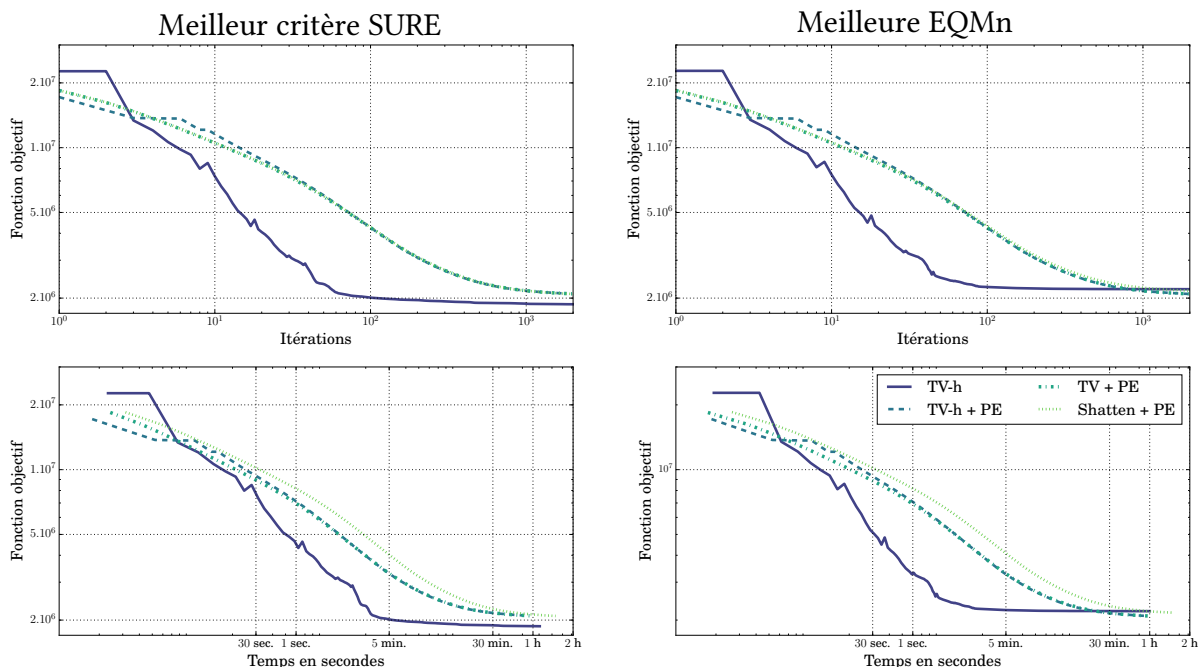 Meilleur critère SURE
Meilleure EQMn
Fonction objectif
2.10⁷
1.10⁷
5.10⁶
2.10⁶
10⁰
10¹
10²
10³
Itérations
Fonction objectif
2.10⁷
1.10⁷
5.10⁶
2.10⁶
10⁰
10¹
10²
10³
Itérations
Fonction objectif
2.10⁷
1.10⁷
5.10⁶
2.10⁶
30 sec.
1 sec.
5 min.
30 min.
1 h
2 h
Temps en secondes
Fonction objectif
10⁷
TV-h
TV-h + PE
TV + PE
Shatten + PE
30 sec.
1 sec.
5 min.
30 min.
1 h
2 h
Temps en secondes